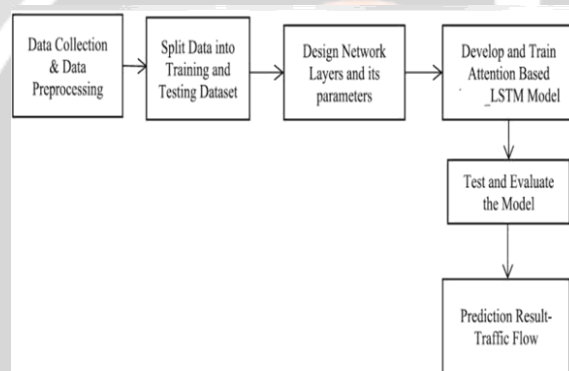 Data Collection
& Data
Preprocessing
Split Data into
Training and
Testing Dataset
Design Network
Layers and its
parameters
Develop and Train
Attention Based
_LSTM Model
Test and Evaluate
the Model
Prediction Result-
Traffic Flow